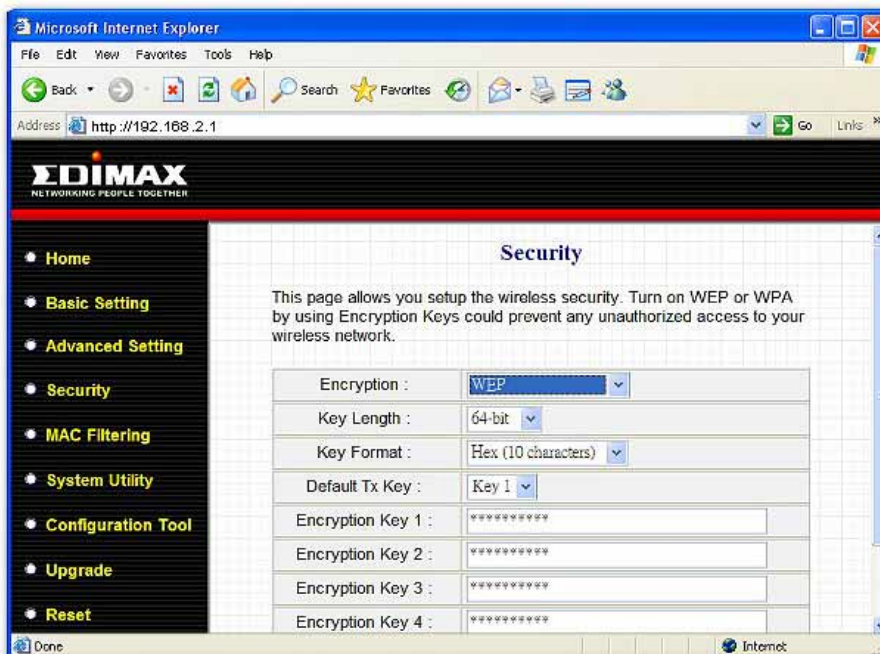 Microsoft Internet Explorer
File Edit View Favorites Tools Help
Back Search Favorites
Address http://192.168.2.1 Go Links »
EDIMAX
NETWORKING PEOPLE TOGETHER
Home
Basic Setting
Advanced Setting
Security
MAC Filtering
System Utility
Configuration Tool
Upgrade
Reset
Security
This page allows you setup the wireless security. Turn on WEP or WPA
by using Encryption Keys could prevent any unauthorized access to your
wireless network.
Encryption : WEP
Key Length : 64-bit
Key Format : Hex (10 characters)
Default Tx Key : Key 1
Encryption Key 1 : **********
Encryption Key 2 : **********
Encryption Key 3 : **********
Encryption Key 4 : **********
Done Internet